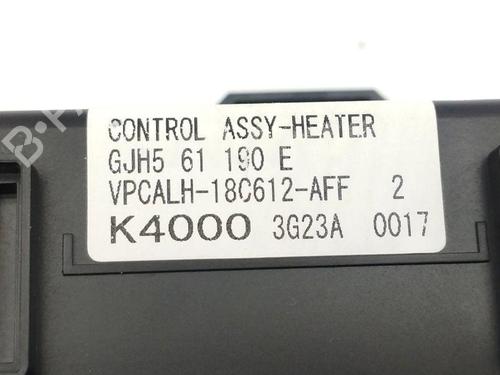 CONTROL ASSY-HEATER
GJH5 61 190 E
VPCALH-18C612-AFF 2
K4000 3G23A 0017